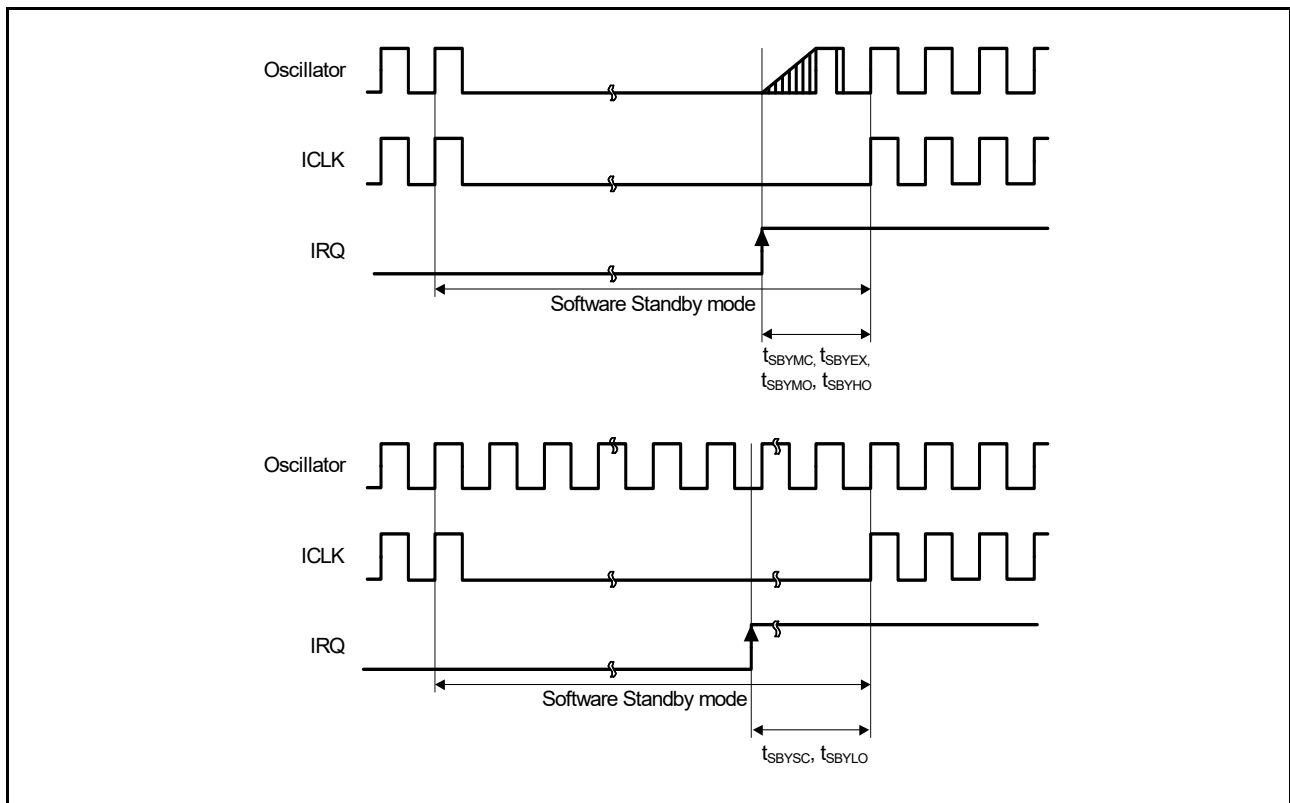 Oscillator
ICLK
IRQ
Software Standby mode
tSBYMC, tSBYEX,
tSBYMO, tSBYHO
Oscillator
ICLK
IRQ
Software Standby mode
tSBYSC, tSBYLO